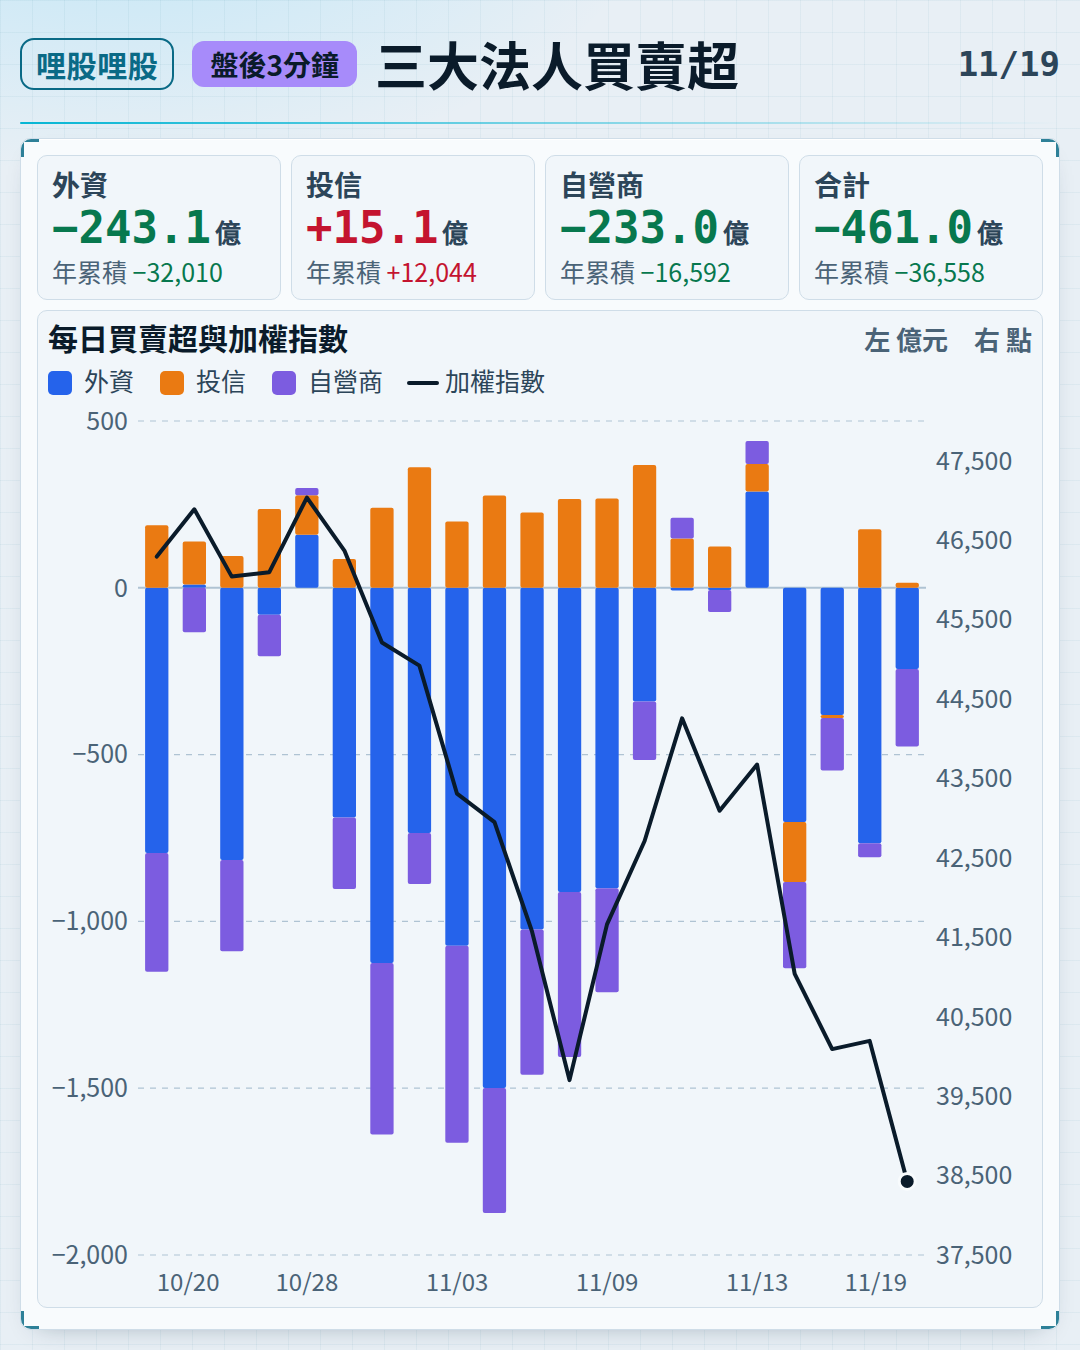 哩股哩股 盤後3分鐘 三大法人買賣超 11/19
外資 投信 自營商 合計
−243.1億 +15.1億 −233.0億 −461.0億
年累積 −32,010 年累積 +12,044 年累積 −16,592 年累積 −36,558
每日買賣超與加權指數 左 億元 右 點
外資 投信 自營商 加權指數
500
47,500
46,500
0
45,500
44,500
−500
43,500
42,500
−1,000
41,500
40,500
−1,500
39,500
38,500
−2,000 37,500
10/20 10/28 11/03 11/09 11/13 11/19